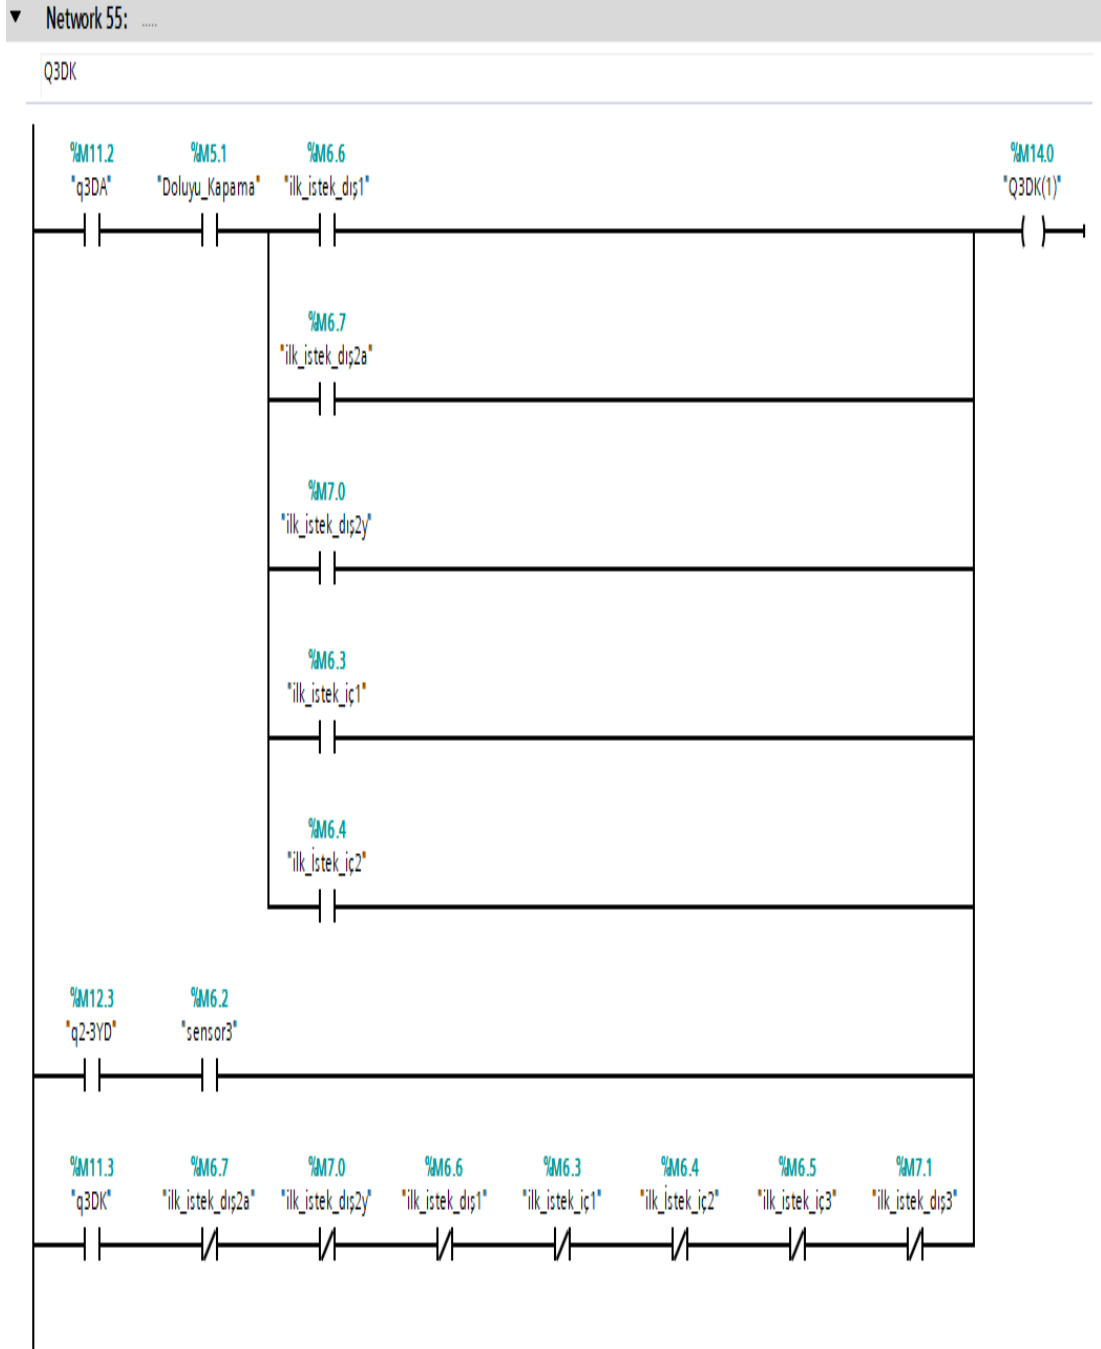 Network 55: .....
Q3DK
%M11.2 %M5.1 %M6.6 %M14.0
"q3DA" "Doluyu_Kapama" "ilk_istek_dış1" "Q3DK(1)"
%M6.7
"ilk_istek_dış2a"
%M7.0
"ilk_istek_dış2y"
%M6.3
"ilk_istek_iç1"
%M6.4
"ilk_İstek_iç2"
%M12.3 %M6.2
"q2-3YD" "sensor3"
%M11.3 %M6.7 %M7.0 %M6.6 %M6.3 %M6.4 %M6.5 %M7.1
"q3DK" "ilk_istek_dış2a" "ilk_istek_dış2y" "ilk_istek_dış1" "ilk_istek_iç1" "ilk_İstek_iç2" "ilk_istek_iç3" "ilk_istek_dış3"